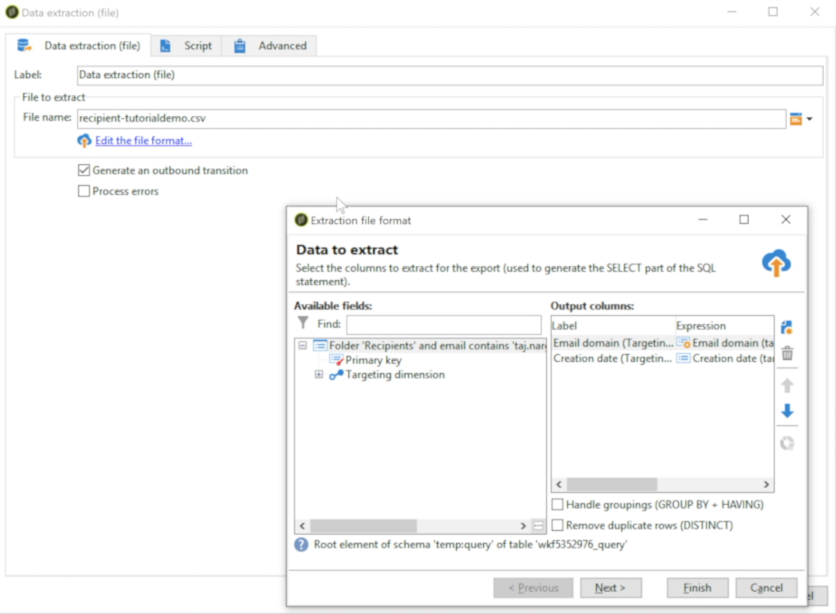 Data extraction (file)
Data extraction (file) Script Advanced
Label: Data extraction (file)
File to extract
File name: recipient-tutorialdemo.csv
Edit the file format...
Generate an outbound transition
Process errors
Extraction file format
Data to extract
Select the columns to extract for the export (used to generate the SELECT part of the SQL
statement).
Available fields: Output columns:
Find:
Label Expression
Folder 'Recipients' and email contains 'taj.nar
Email domain (Targetin... Email domain (ta
Primary key
Creation date (Targetin... Creation date (ta
Targeting dimension
Handle groupings (GROUP BY + HAVING)
Remove duplicate rows (DISTINCT)
Root element of schema 'temp:query' of table 'wkf5352976_query'
< Previous Next > Finish Cancel